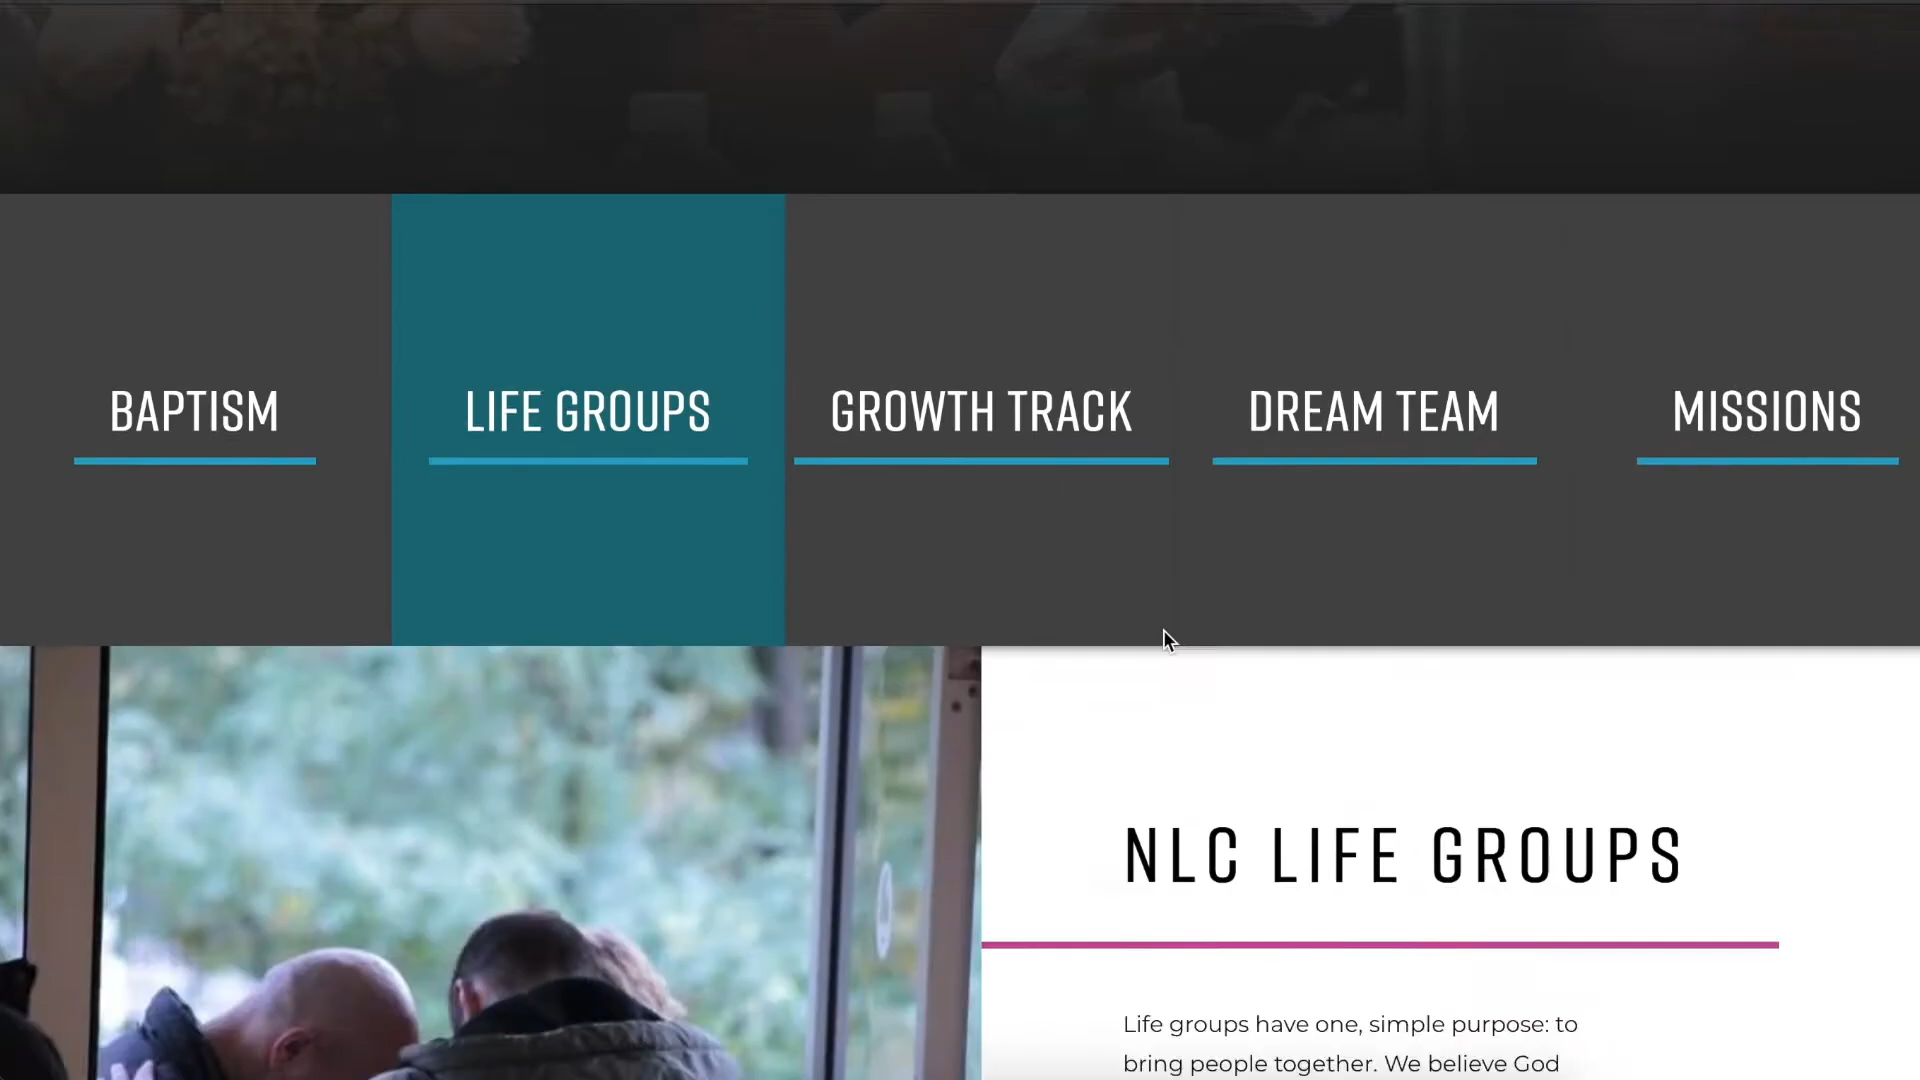 BAPTISM
LIFE GROUPS
GROWTH TRACK
DREAM TEAM
MISSIONS
NLC LIFE GROUPS
Life groups have one, simple purpose: to
bring people together. We believe God